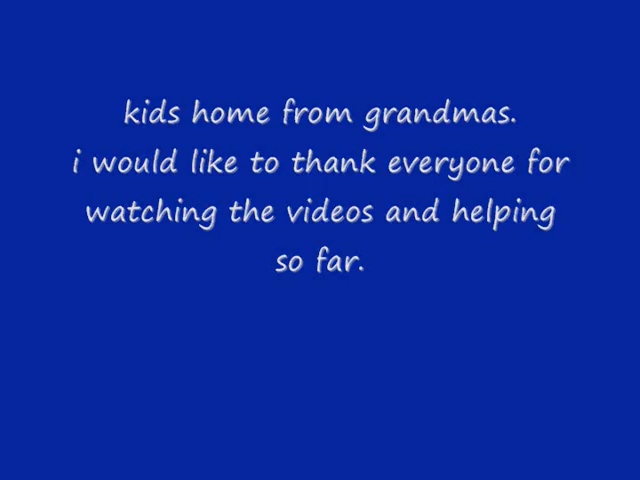 kids home from grandmas.
i would like to thank everyone for
watching the videos and helping
so far.